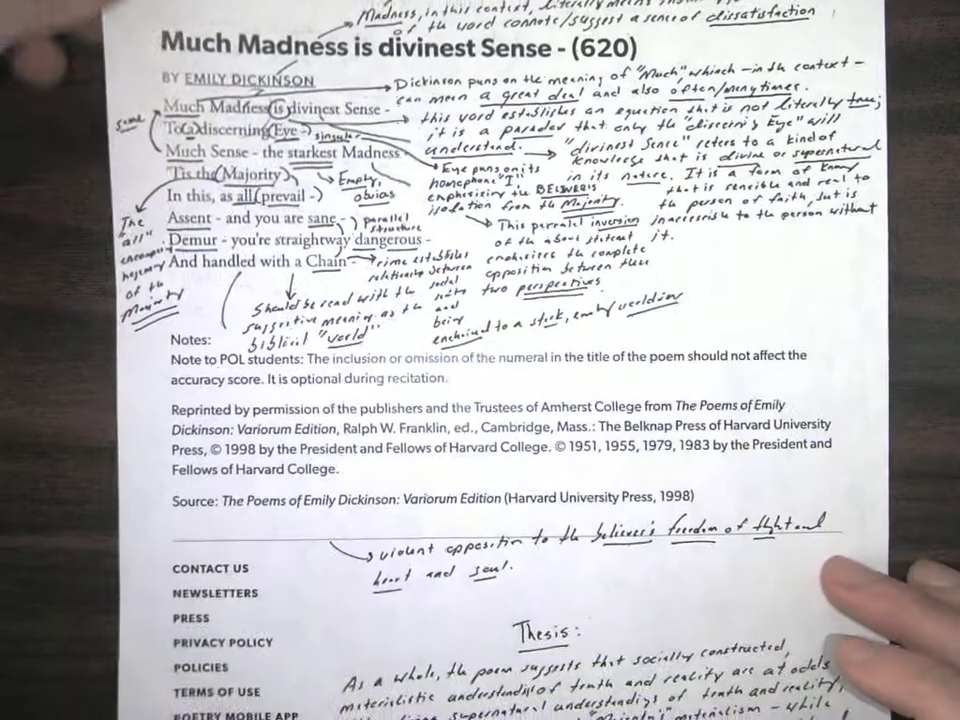 Madness, in this context, literally means
of the word connote/suggest a sense of dissatisfaction
Much Madness is divinest Sense - (620)
BY EMILY DICKINSON
Dickinson puns on the meaning of "Much" which - in the context -
can mean a great deal and also often/many times.
Much Madness is divinest Sense -
this word establishes an equation that is not literally true;
Some
To a discerning Eye -
singular
it is a paradox that only the "discerning Eye" will
understand.
Much Sense - the starkest Madness -
"divinest Sense" refers to a kind of
knowledge that is divine or supernatural
in its nature. It is a form of
that is sensible and real to
the person of faith, but is
inaccessible to the person without
it.
Eye puns on its
homophone "I,"
emphasizing the BELIEVER'S
isolation from the Majority.
'Tis the Majority
Empty,
In this, as all prevail -
Assent - and you are sane -
parallel
structure
This parallel inversion
of the above statement
emphasizes the complete
opposition between these
two perspectives.
Demur - you're straightway dangerous -
And handled with a Chain -
rime establishes
relationship between
the social
and
being
enchained to a
The
"all"
of the
Majority
Should be read with the
suggestive meaning as the
biblical "world"
Notes:
Note to POL students: The inclusion or omission of the numeral in the title of the poem should not affect the
accuracy score. It is optional during recitation.
Reprinted by permission of the publishers and the Trustees of Amherst College from The Poems of Emily
Dickinson: Variorum Edition, Ralph W. Franklin, ed., Cambridge, Mass.: The Belknap Press of Harvard University
Press, © 1998 by the President and Fellows of Harvard College. © 1951, 1955, 1979, 1983 by the President and
Fellows of Harvard College.
Source: The Poems of Emily Dickinson: Variorum Edition (Harvard University Press, 1998)
violent opposition to the believer's freedom of and
heart and soul.
CONTACT US
NEWSLETTERS
PRESS
PRIVACY POLICY
POLICIES
TERMS OF USE
POETRY MOBILE APP
Thesis:
As a whole, the poem suggests that socially constructed,
materialistic understandings of truth and reality are at odds
supernatural understandings of truth and reality,
materialism - while